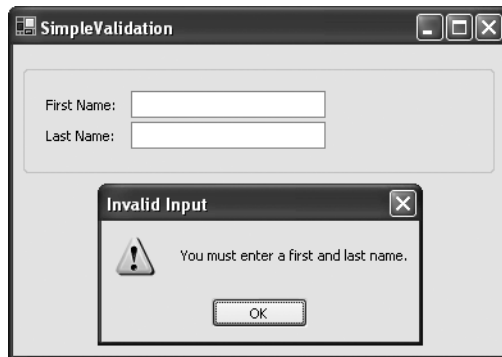 SimpleValidation
First Name:
Last Name:
Invalid Input
You must enter a first and last name.
OK